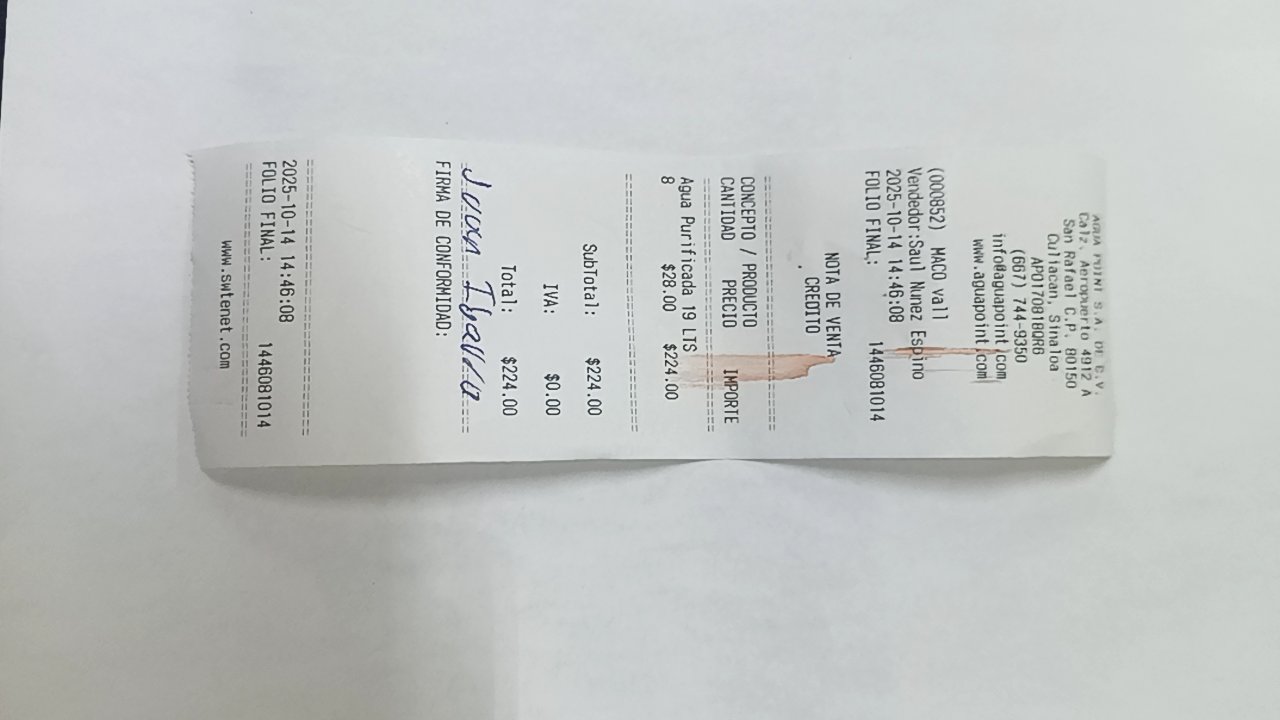 AGUA POINT S.A. DE C.V.
Calz. Aeropuerto 4912 A
San Rafael C.P. 80150
Culiacan, Sinaloa
APO170818QR6
(667) 744-9350
info@aguapoint.com
www.aguapoint.com
(000852) MACO vall
Vendedor:Saul Nunez Espino
2025-10-14 14:46:08
FOLIO FINAL: 1446081014
NOTA DE VENTA
CREDITO
CONCEPTO / PRODUCTO
CANTIDAD PRECIO IMPORTE
Agua Purificada 19 LTS
8 $28.00 $224.00
SubTotal: $224.00
IVA: $0.00
Total: $224.00
FIRMA DE CONFORMIDAD:
2025-10-14 14:46:08
FOLIO FINAL: 1446081014
www.swtenet.com